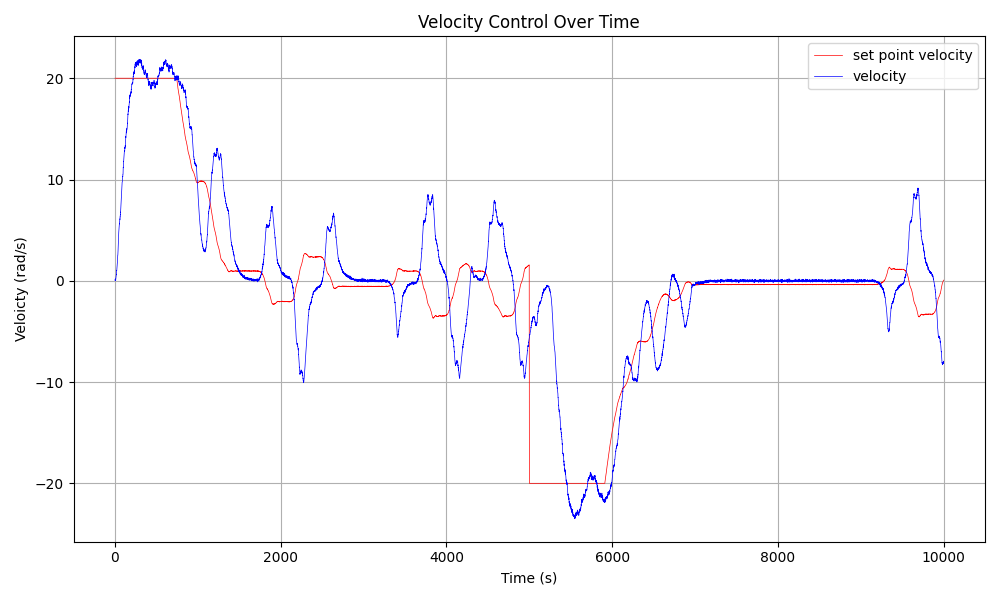 Velocity Control Over Time
set point velocity
velocity
Veloicty (rad/s)
20
10
0
−10
−20
0
2000
4000
6000
8000
10000
Time (s)